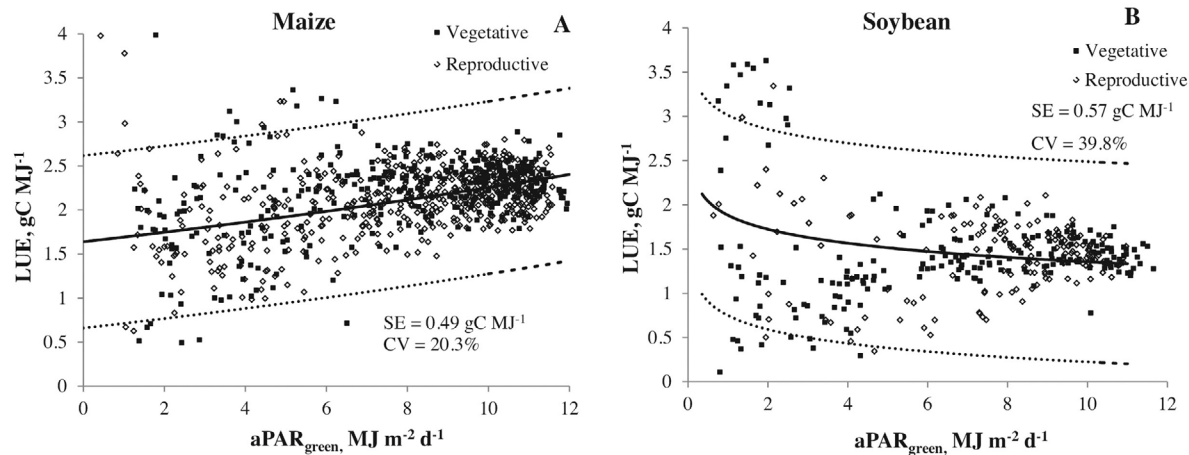 Maize
A
■ Vegetative
◇ Reproductive
4
3.5
3
2.5
2
1.5
1
0.5
0
LUE, gC MJ⁻¹
SE = 0.49 gC MJ⁻¹
CV = 20.3%
0 2 4 6 8 10 12
aPARgreen, MJ m⁻² d⁻¹
Soybean
B
■ Vegetative
◇ Reproductive
SE = 0.57 gC MJ⁻¹
CV = 39.8%
4
3.5
3
2.5
2
1.5
1
0.5
0
LUE, gC MJ⁻¹
0 2 4 6 8 10 12
aPARgreen, MJ m⁻² d⁻¹